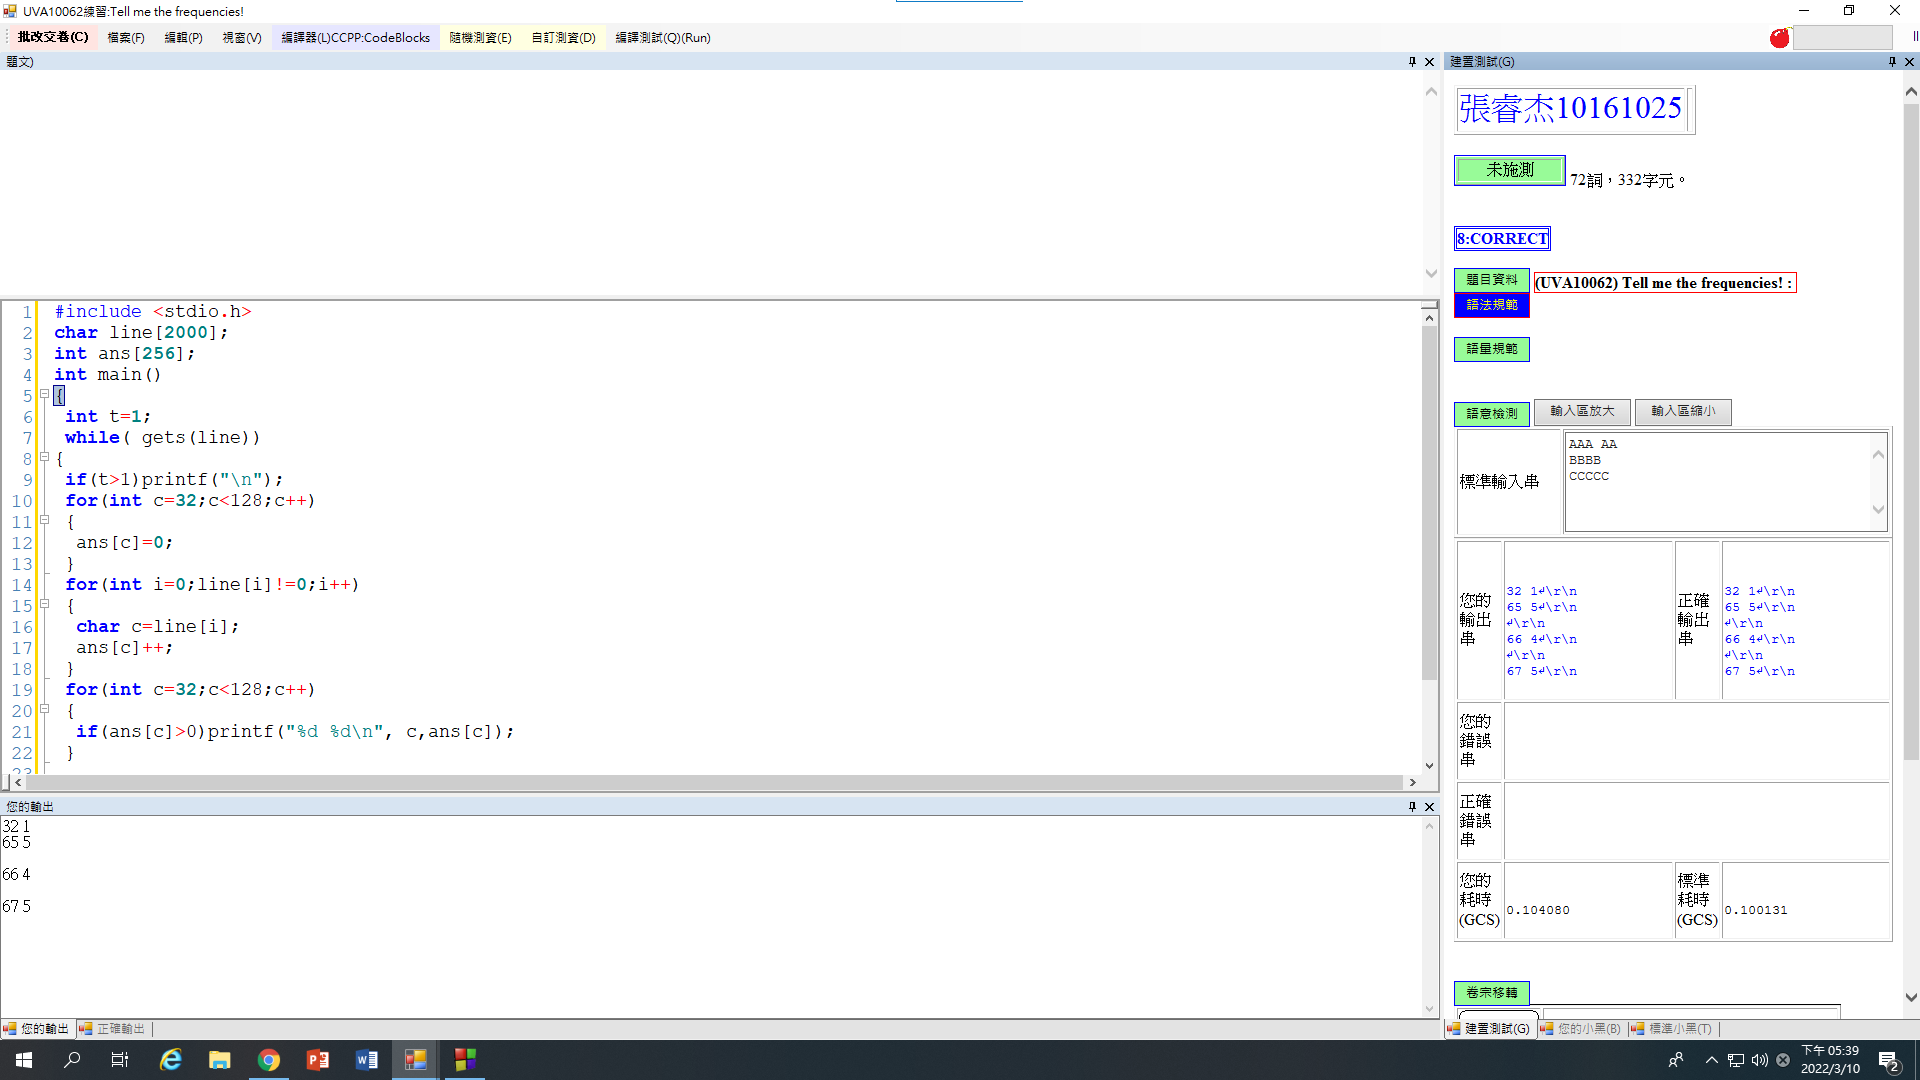 UVA10062練習:Tell me the frequencies!
批改交卷(C) 檔案(F) 編輯(P) 視窗(V) 編譯器(L)CCPP:CodeBlocks 隨機測資(E) 自訂測資(D) 編譯測試(Q)(Run)
題文)
1 #include <stdio.h>
2 char line[2000];
3 int ans[256];
4 int main()
5 {
6 int t=1;
7 while( gets(line))
8 {
9 if(t>1)printf("\n");
10 for(int c=32;c<128;c++)
11 {
12 ans[c]=0;
13 }
14 for(int i=0;line[i]!=0;i++)
15 {
16 char c=line[i];
17 ans[c]++;
18 }
19 for(int c=32;c<128;c++)
20 {
21 if(ans[c]>0)printf("%d %d\n", c,ans[c]);
22 }
23
您的輸出
32 1
65 5
66 4
67 5
您的輸出 正確輸出
建置測試(G)
張睿杰10161025
未施測 72詞，332字元。
8:CORRECT
題目資料 (UVA10062) Tell me the frequencies! :
語法規範
語量規範
語意檢測 輸入區放大 輸入區縮小
標準輸入串
AAA AA
BBBB
CCCCC
您的輸出串
32 1↵\r\n
65 5↵\r\n
↵\r\n
66 4↵\r\n
↵\r\n
67 5↵\r\n
正確輸出串
32 1↵\r\n
65 5↵\r\n
↵\r\n
66 4↵\r\n
↵\r\n
67 5↵\r\n
您的錯誤串
正確錯誤串
您的耗時(GCS) 0.104080
標準耗時(GCS) 0.100131
卷宗移轉
建置測試(G) 您的小黑(B) 標準小黑(T)
下午 05:39
2022/3/10
2